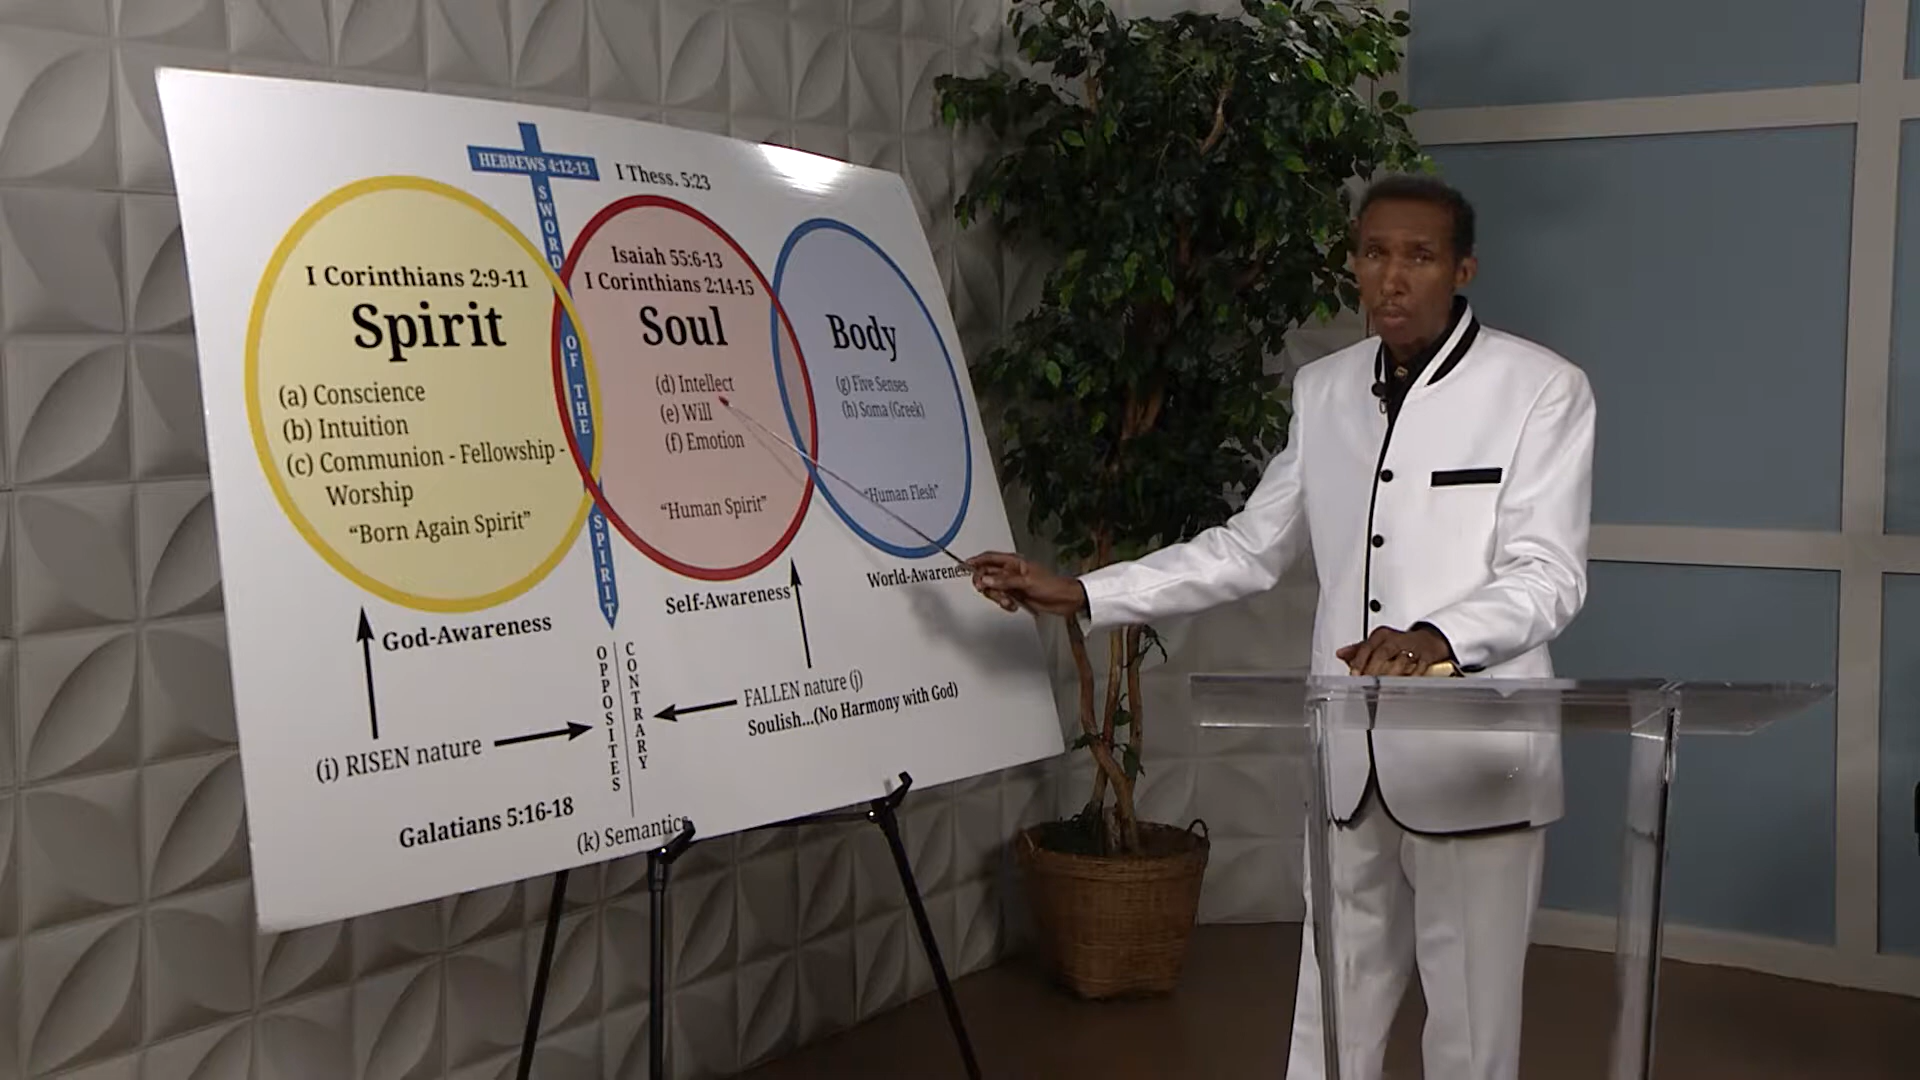 HEBREWS 4:12-13
I Thess. 5:23
SWORD OF THE SPIRIT
I Corinthians 2:9-11
Spirit
(a) Conscience
(b) Intuition
(c) Communion - Fellowship -
Worship
“Born Again Spirit”
God-Awareness
Isaiah 55:6-13
I Corinthians 2:14-15
Soul
(d) Intellect
(e) Will
(f) Emotion
“Human Spirit”
Self-Awareness
Body
(g) Five Senses
(h) Soma (Greek)
“Human Flesh”
World-Awareness
OPPOSITES
CONTRARY
(i) RISEN nature
FALLEN nature (j)
Soulish...(No Harmony with God)
Galatians 5:16-18
(k) Semantics